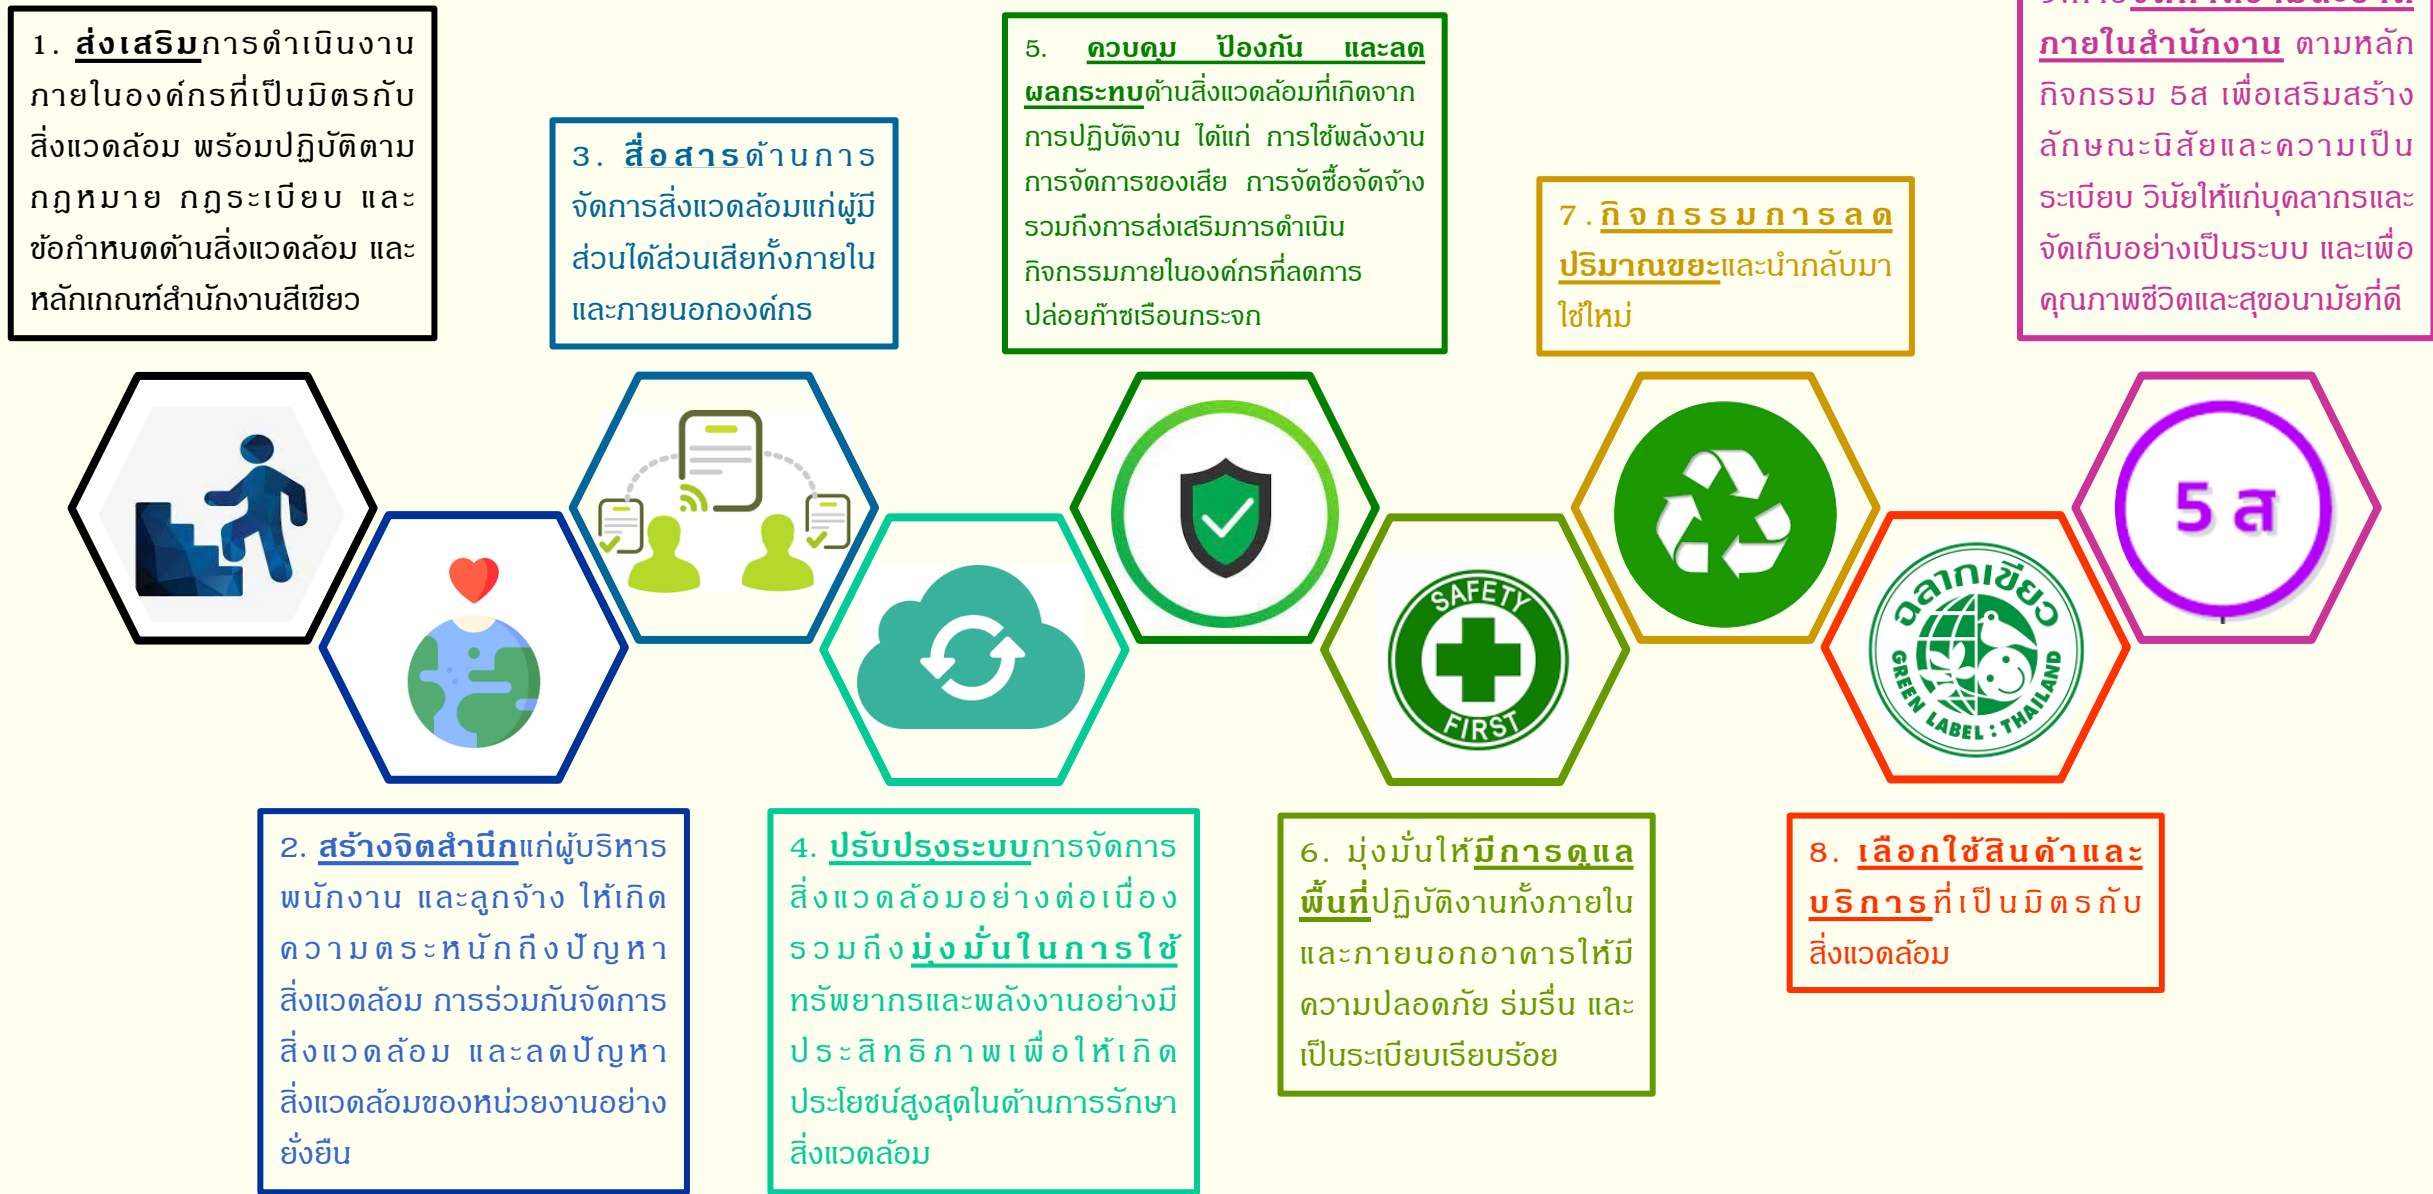 1. ส่งเสริมการดำเนินงาน
ภายในองค์กรที่เป็นมิตรกับ
สิ่งแวดล้อม พร้อมปฏิบัติตาม
กฎหมาย กฎระเบียบ และ
ข้อกำหนดด้านสิ่งแวดล้อม และ
หลักเกณฑ์สำนักงานสีเขียว
2. สร้างจิตสำนึกแก่ผู้บริหาร
พนักงาน และลูกจ้าง ให้เกิด
ความตระหนักถึงปัญหา
สิ่งแวดล้อม การร่วมกันจัดการ
สิ่งแวดล้อม และลดปัญหา
สิ่งแวดล้อมของหน่วยงานอย่าง
ยั่งยืน
3. สื่อสารด้านการ
จัดการสิ่งแวดล้อมแก่ผู้มี
ส่วนได้ส่วนเสียทั้งภายใน
และภายนอกองค์กร
4. ปรับปรุงระบบการจัดการ
สิ่งแวดล้อมอย่างต่อเนื่อง
รวมถึงมุ่งมั่นในการใช้
ทรัพยากรและพลังงานอย่างมี
ประสิทธิภาพเพื่อให้เกิด
ประโยชน์สูงสุดในด้านการรักษา
สิ่งแวดล้อม
5. ควบคุม ป้องกัน และลด
ผลกระทบด้านสิ่งแวดล้อมที่เกิดจาก
การปฏิบัติงาน ได้แก่ การใช้พลังงาน
การจัดการของเสีย การจัดซื้อจัดจ้าง
รวมถึงการส่งเสริมการดำเนิน
กิจกรรมภายในองค์กรที่ลดการ
ปล่อยก๊าซเรือนกระจก
SAFETY
FIRST
6. มุ่งมั่นให้มีการดูแล
พื้นที่ปฏิบัติงานทั้งภายใน
และภายนอกอาคารให้มี
ความปลอดภัย ร่มรื่น และ
เป็นระเบียบเรียบร้อย
7. กิจกรรมการลด
ปริมาณขยะและนำกลับมา
ใช้ใหม่
ฉลากเขียว
GREEN LABEL : THAILAND
8. เลือกใช้สินค้าและ
บริการที่เป็นมิตรกับ
สิ่งแวดล้อม
ภายในสำนักงาน ตามหลัก
กิจกรรม 5ส เพื่อเสริมสร้าง
ลักษณะนิสัยและความเป็น
ระเบียบ วินัยให้แก่บุคลากรและ
จัดเก็บอย่างเป็นระบบ และเพื่อ
คุณภาพชีวิตและสุขอนามัยที่ดี
5 ส